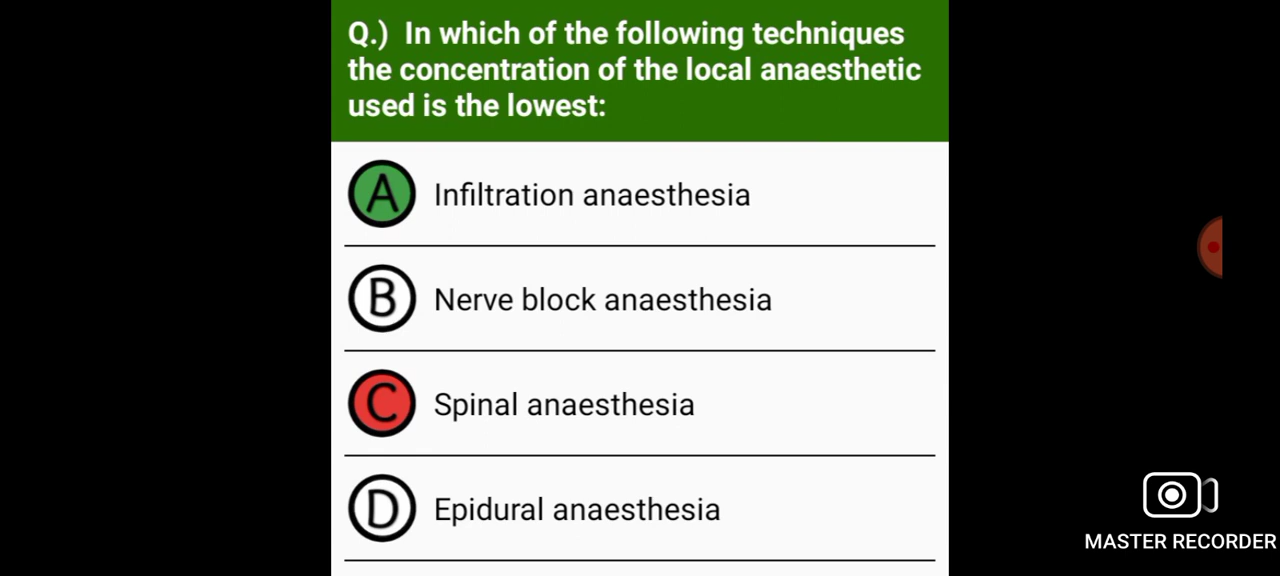 Q.) In which of the following techniques
the concentration of the local anaesthetic
used is the lowest:
A Infiltration anaesthesia
B Nerve block anaesthesia
C Spinal anaesthesia
D Epidural anaesthesia
MASTER RECORDER